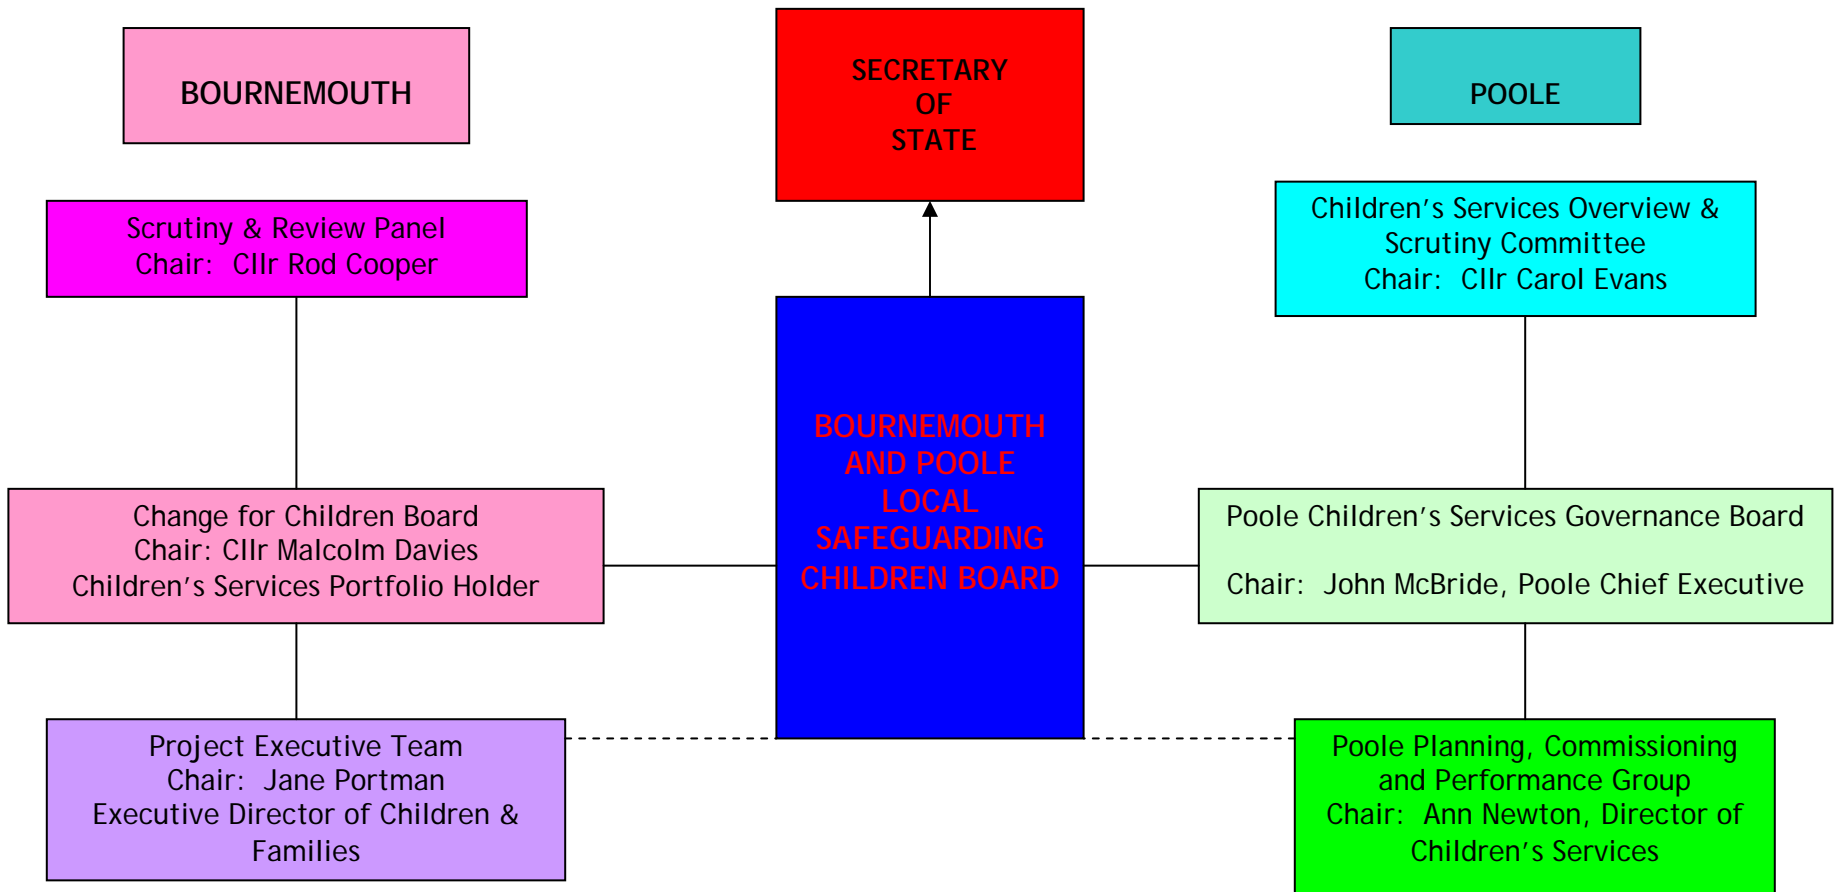 BOURNEMOUTH
SECRETARY
OF
STATE
POOLE
Scrutiny & Review Panel
Chair: Cllr Rod Cooper
Children's Services Overview &
Scrutiny Committee
Chair: Cllr Carol Evans
BOURNEMOUTH
AND POOLE
LOCAL
SAFEGUARDING
CHILDREN BOARD
Change for Children Board
Chair: Cllr Malcolm Davies
Children's Services Portfolio Holder
Poole Children's Services Governance Board
Chair: John McBride, Poole Chief Executive
Project Executive Team
Chair: Jane Portman
Executive Director of Children &
Families
Poole Planning, Commissioning
and Performance Group
Chair: Ann Newton, Director of
Children's Services